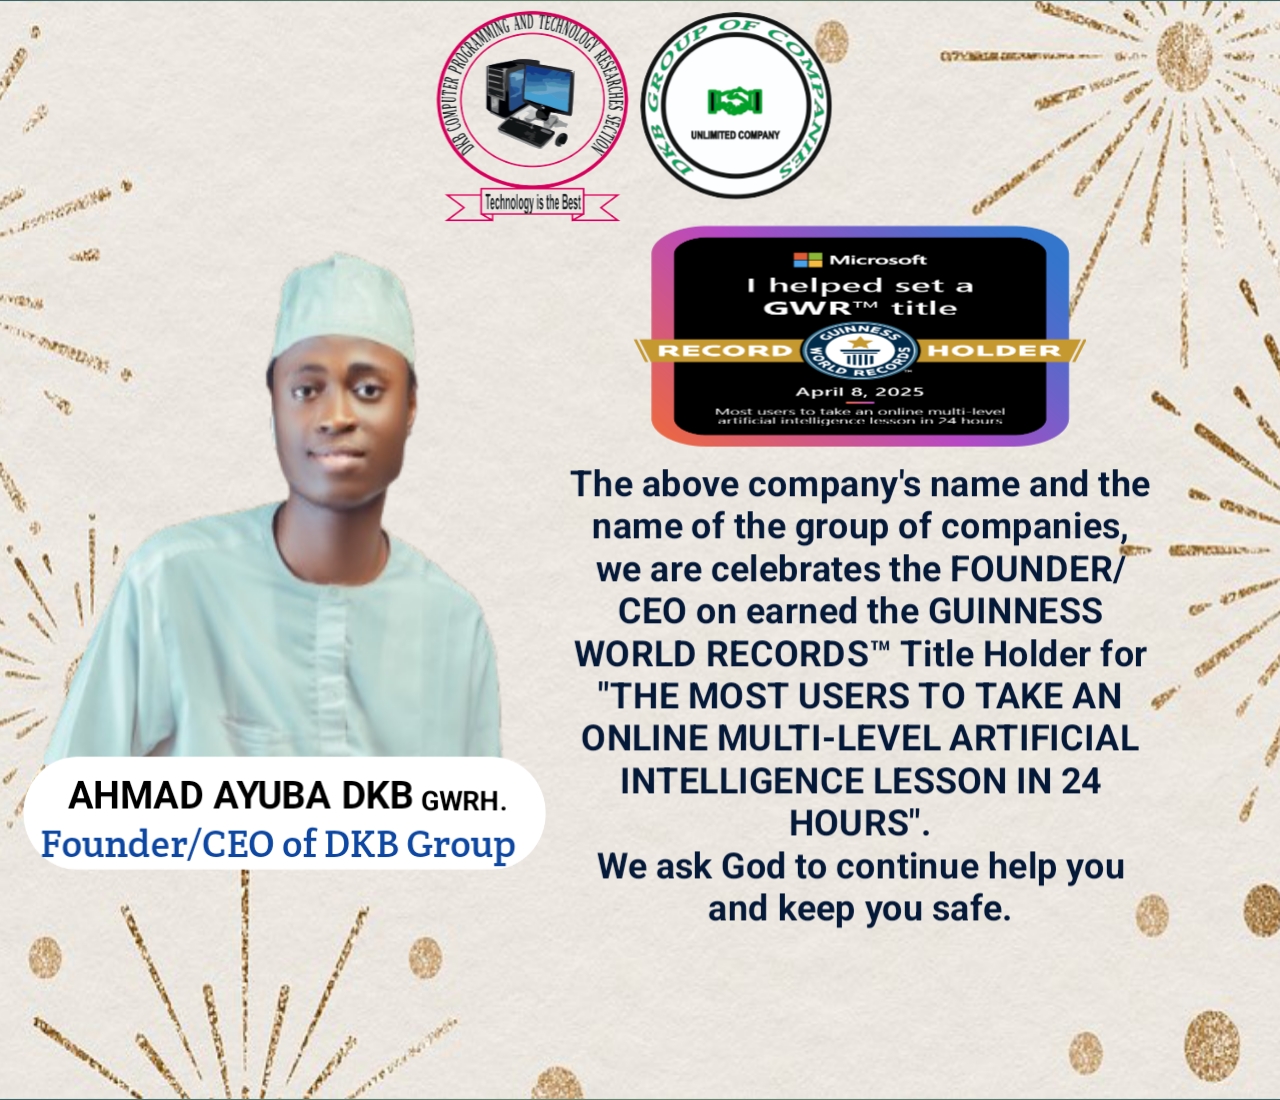 DKB COMPUTER PROGRAMMING AND TECHNOLOGY RESEARCHES SECTION
Technology is the Best
DKB GROUP OF COMPANIES
UNLIMITED COMPANY
Microsoft
I helped set a
GWR™ title
RECORD HOLDER
GUINNESS WORLD RECORDS™
April 8, 2025
Most users to take an online multi-level
artificial intelligence lesson in 24 hours
The above company's name and the
name of the group of companies,
we are celebrates the FOUNDER/
CEO on earned the GUINNESS
WORLD RECORDS™ Title Holder for
"THE MOST USERS TO TAKE AN
ONLINE MULTI-LEVEL ARTIFICIAL
INTELLIGENCE LESSON IN 24
HOURS".
We ask God to continue help you
and keep you safe.
AHMAD AYUBA DKB GWRH.
Founder/CEO of DKB Group